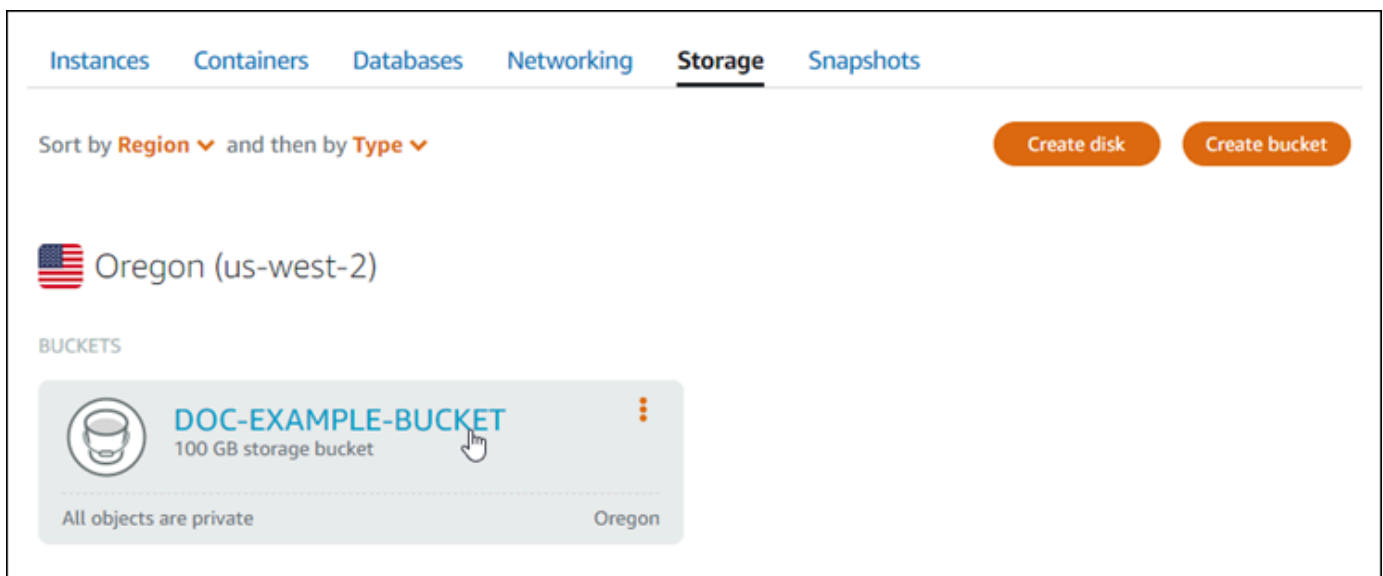 Instances Containers Databases Networking Storage Snapshots
Sort by Region and then by Type Create disk Create bucket
Oregon (us-west-2)
BUCKETS
DOC-EXAMPLE-BUCKET
100 GB storage bucket
All objects are private Oregon